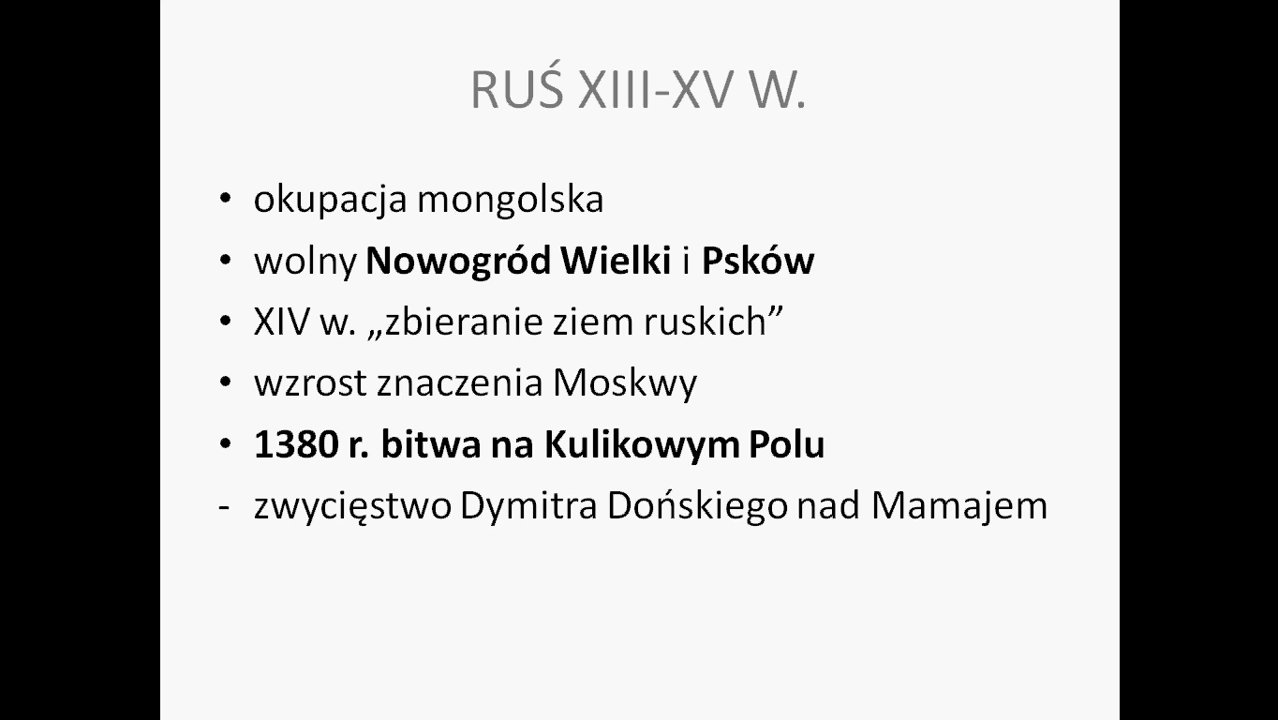 RUŚ XIII-XV W.
• okupacja mongolska
• wolny Nowogród Wielki i Psków
• XIV w. „zbieranie ziem ruskich”
• wzrost znaczenia Moskwy
• 1380 r. bitwa na Kulikowym Polu
- zwycięstwo Dymitra Dońskiego nad Mamajem